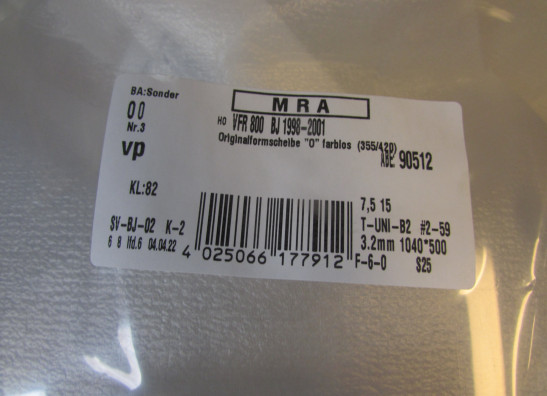 BA:Sonder
00
Nr.3
vp
KL:82
MRA
HO VFR 800 BJ 1998-2001
Originalformscheibe "O" farblos (355/420)
ABE: 90512
7,5 15
SV-BJ-02 K-2
T-UNI-B2 #2-59
6 8 lfd.6 04.04.22
3.2mm 1040*500
4 025066 177912
F-6-0 $25